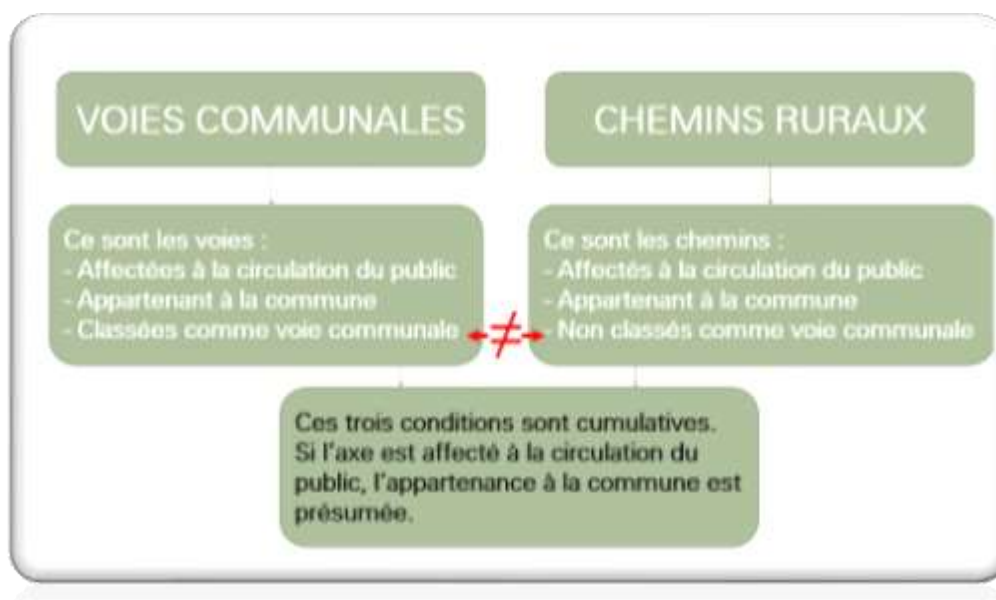 VOIES COMMUNALES
CHEMINS RURAUX
Ce sont les voies :
- Affectées à la circulation du public
- Appartenant à la commune
- Classées comme voie communale
≠
Ce sont les chemins :
- Affectés à la circulation du public
- Appartenant à la commune
- Non classés comme voie communale
Ces trois conditions sont cumulatives.
Si l'axe est affecté à la circulation du
public, l'appartenance à la commune est
présumée.